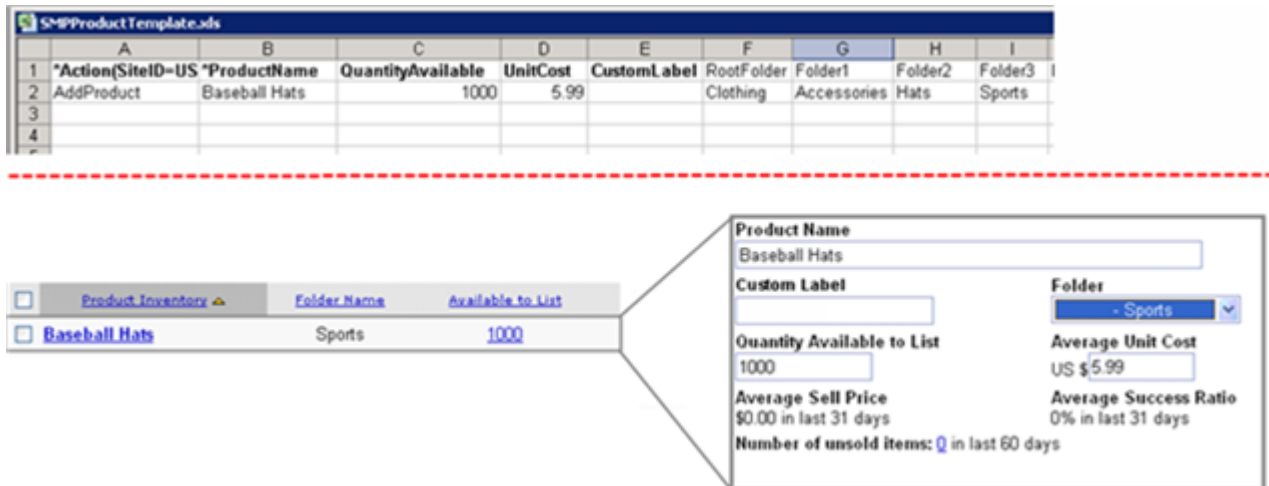 SMPProductTemplate.xls
A B C D E F G H I
1 *Action(SiteID=US *ProductName QuantityAvailable UnitCost CustomLabel RootFolder Folder1 Folder2 Folder3
2 AddProduct Baseball Hats 1000 5.99 Clothing Accessories Hats Sports
3
4
Product Inventory Folder Name Available to List
Baseball Hats Sports 1000
Product Name
Baseball Hats
Custom Label Folder
- Sports
Quantity Available to List Average Unit Cost
1000 US $5.99
Average Sell Price Average Success Ratio
$0.00 in last 31 days 0% in last 31 days
Number of unsold items: 0 in last 60 days